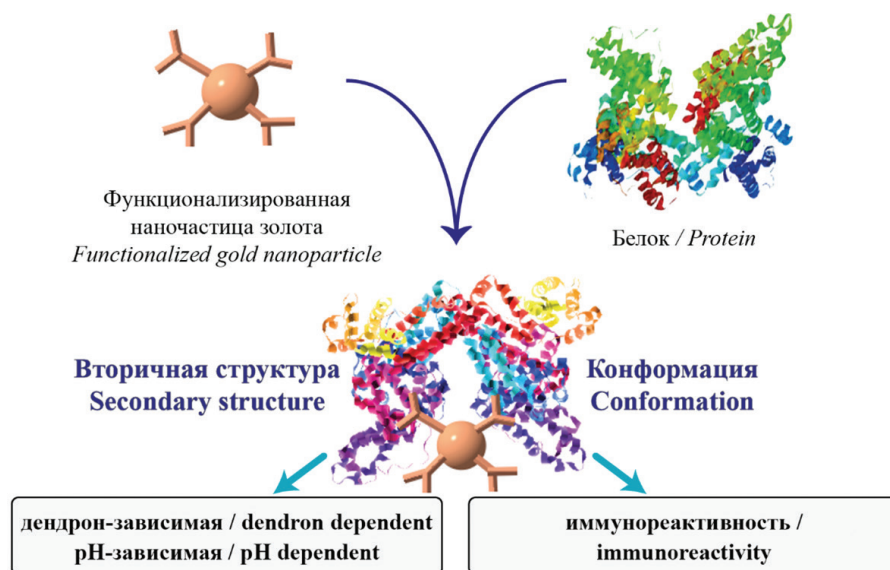 Функционализированная
наночастица золота
Functionalized gold nanoparticle
Белок / Protein
Вторичная структура
Secondary structure
Конформация
Conformation
дендрон-зависимая / dendron dependent
pH-зависимая / pH dependent
иммунореактивность /
immunoreactivity